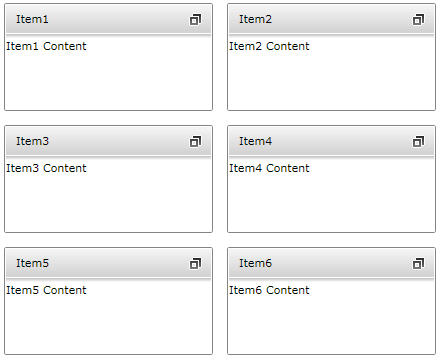 Item1
Item1 Content
Item2
Item2 Content
Item3
Item3 Content
Item4
Item4 Content
Item5
Item5 Content
Item6
Item6 Content